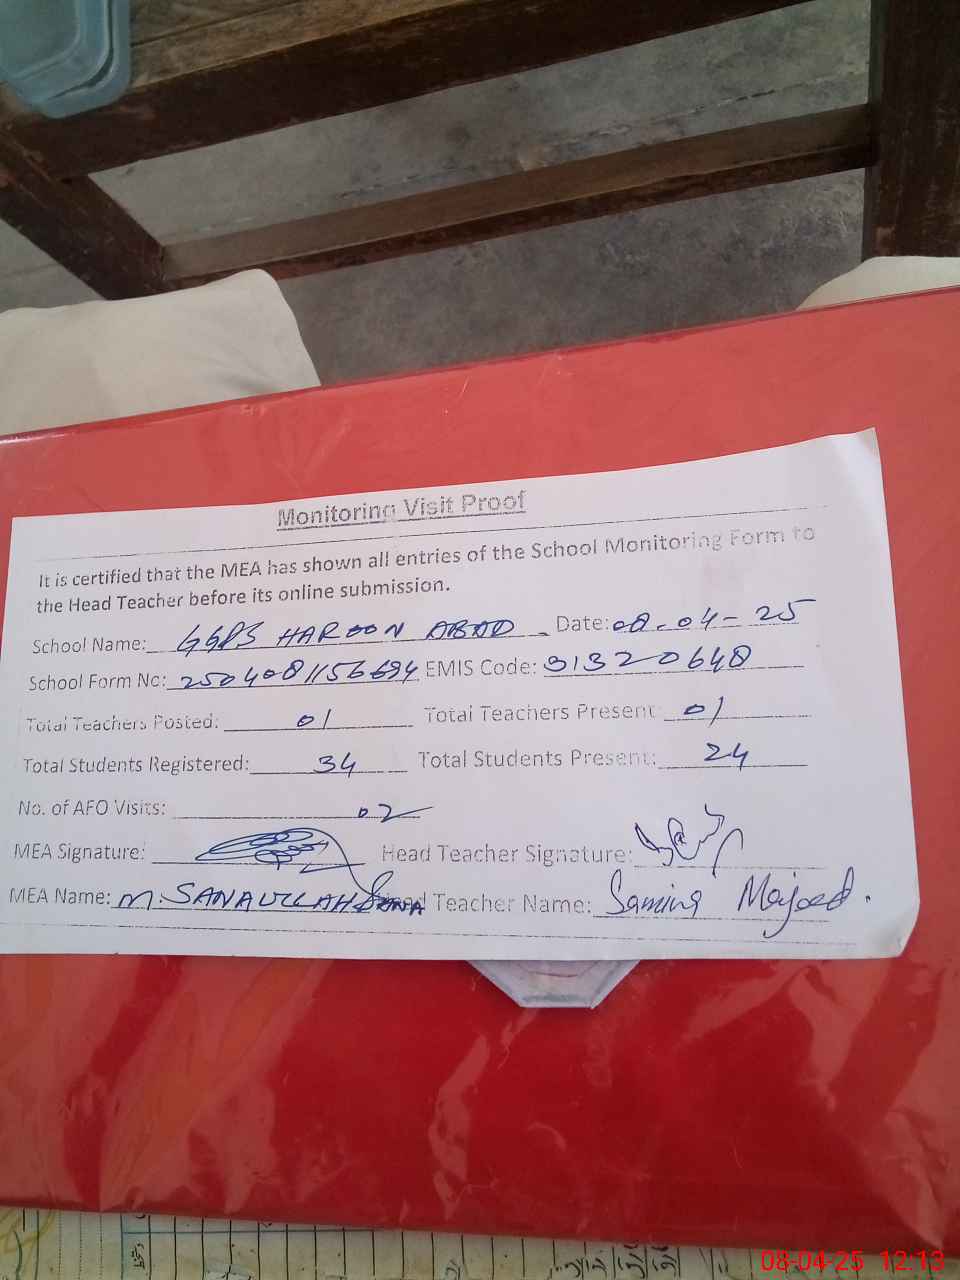 Monitoring Visit Proof
It is certified that the MEA has shown all entries of the School Monitoring Form to
the Head Teacher before its online submission.
School Name: GGPS HAROON ABAD Date: 08-04-25
School Form No: 2504081156694 EMIS Code: 31320648
Total Teachers Posted: 01 Total Teachers Present: 01
Total Students Registered: 34 Total Students Present: 24
No. of AFO Visits: 02
MEA Signature: Head Teacher Signature:
MEA Name: M. SANAULLAH Head Teacher Name: Samina Majeed.
08-04-25 12:13